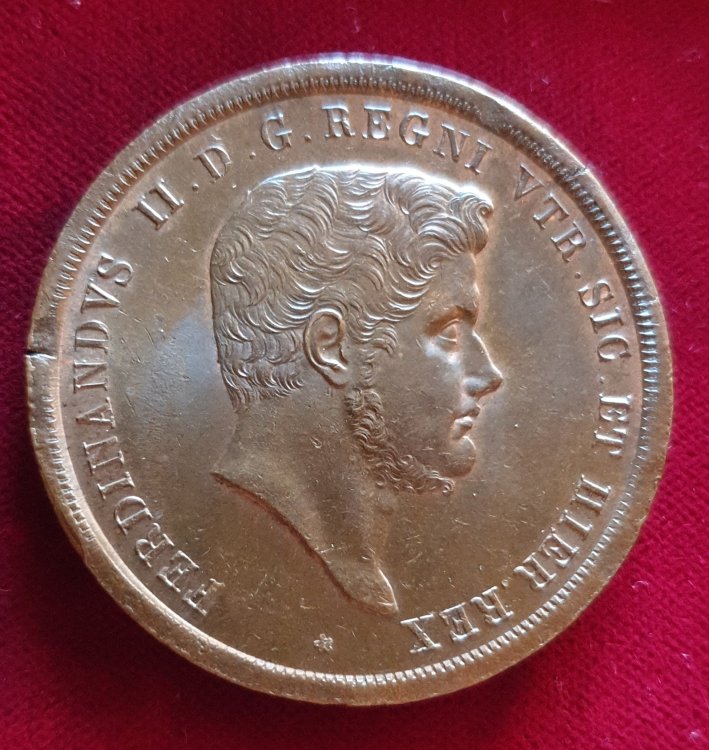 FERDINANDVS II . D . G . REGNI VTR . SIC . ET HIER . REX